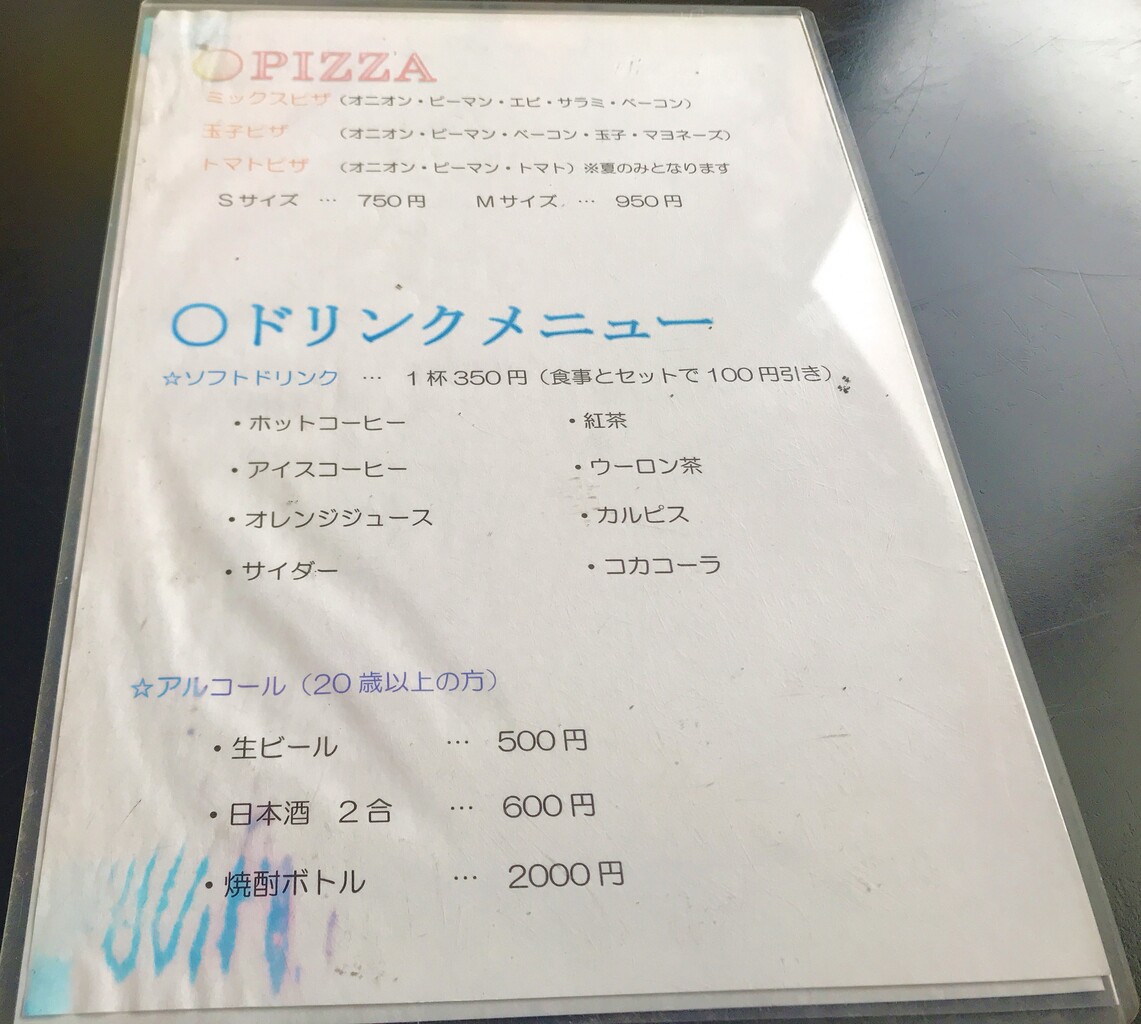 〇PIZZA
ミックスピザ（オニオン・ピーマン・エビ・サラミ・ベーコン）
玉子ピザ （オニオン・ピーマン・ベーコン・玉子・マヨネーズ）
トマトピザ （オニオン・ピーマン・トマト）※夏のみとなります
Sサイズ … 750円 Mサイズ … 950円
〇ドリンクメニュー
☆ソフトドリンク … 1杯350円（食事とセットで100円引き）
・ホットコーヒー ・紅茶
・アイスコーヒー ・ウーロン茶
・オレンジジュース ・カルピス
・サイダー ・コカコーラ
☆アルコール（20歳以上の方）
・生ビール … 500円
・日本酒 2合 … 600円
・焼酎ボトル … 2000円